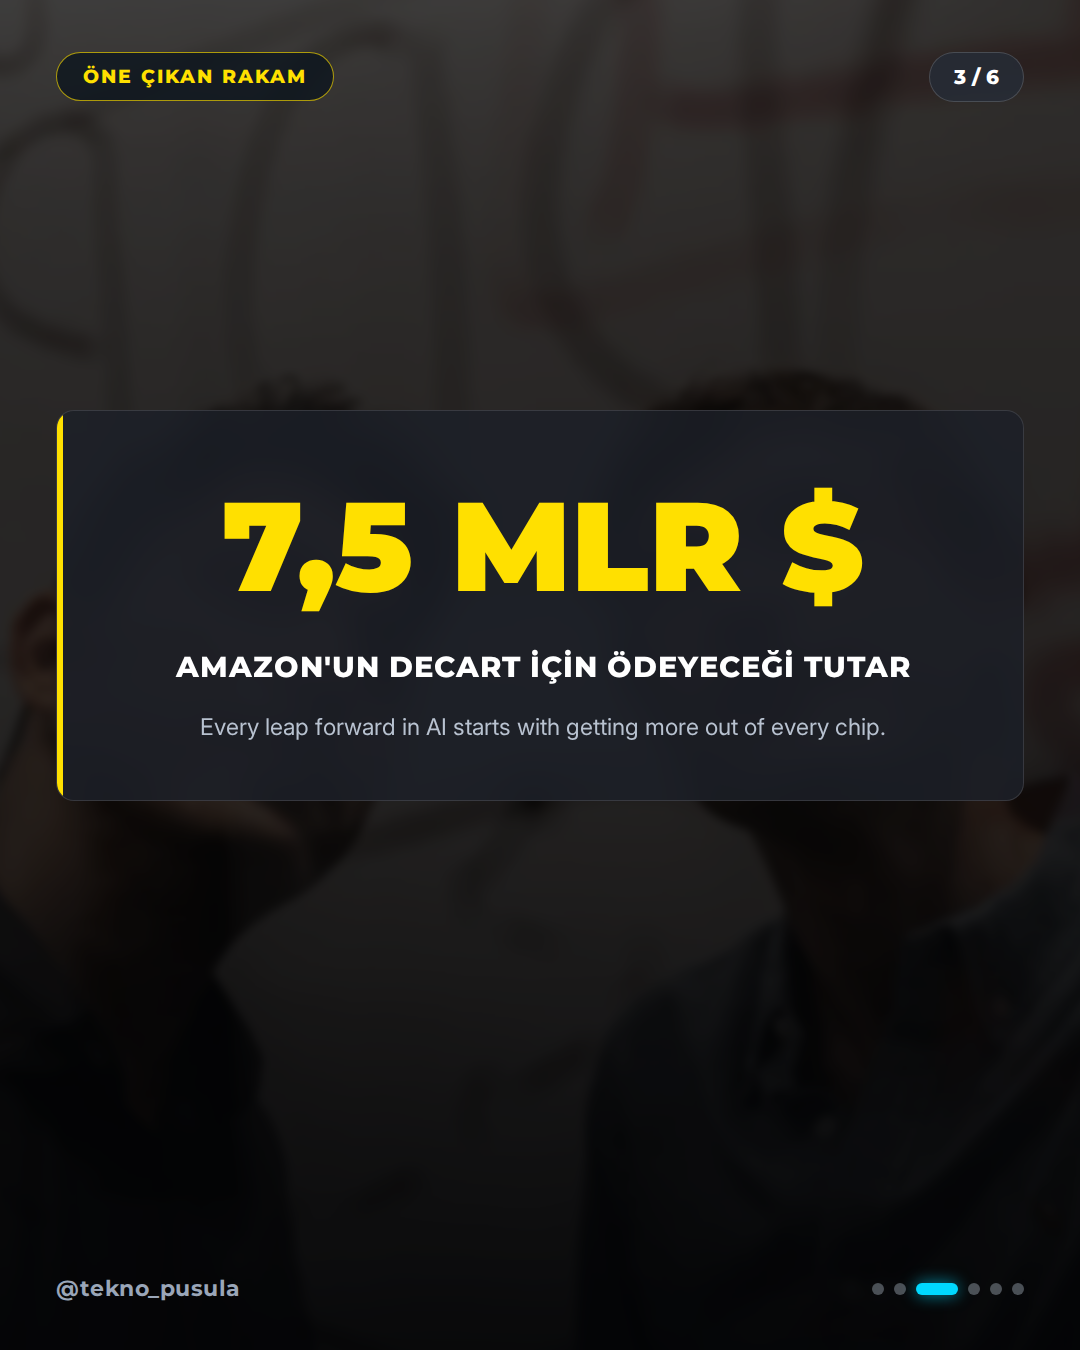 ÖNE ÇIKAN RAKAM
3 / 6
7,5 MLR $
AMAZON'UN DECART İÇİN ÖDEYECEĞİ TUTAR
Every leap forward in AI starts with getting more out of every chip.
@tekno_pusula